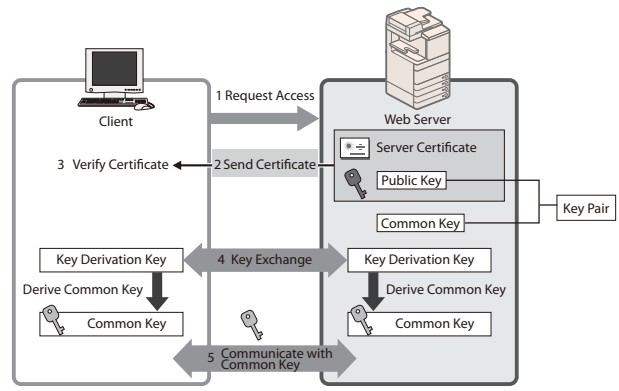 1 Request Access
Client
Web Server
Server Certificate
3 Verify Certificate
2 Send Certificate
Public Key
Key Pair
Common Key
Key Derivation Key
4 Key Exchange
Key Derivation Key
Derive Common Key
Derive Common Key
Common Key
Common Key
5 Communicate with
Common Key